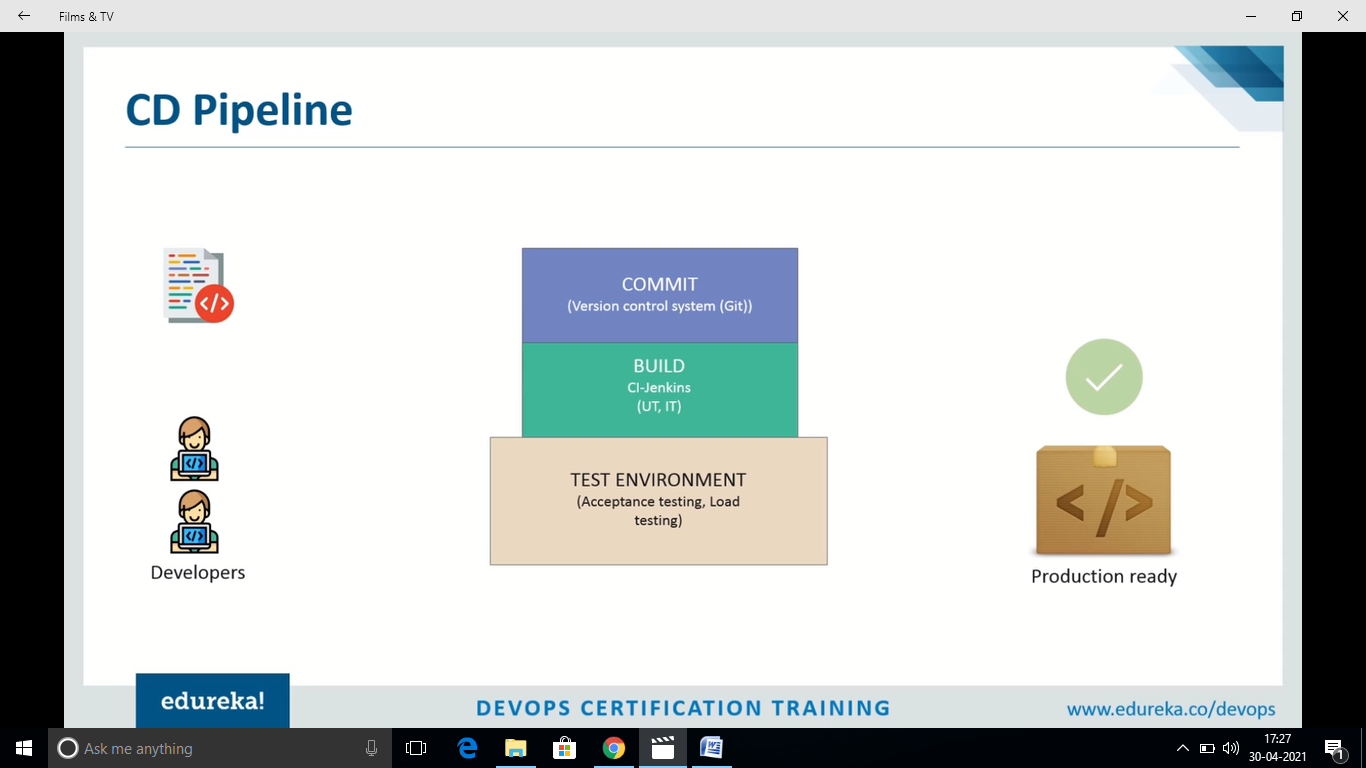 Films & TV
CD Pipeline
COMMIT
(Version control system (Git))
BUILD
CI-Jenkins
(UT, IT)
TEST ENVIRONMENT
(Acceptance testing, Load
testing)
Developers
Production ready
edureka!
DEVOPS CERTIFICATION TRAINING
www.edureka.co/devops
Ask me anything
17:27
30-04-2021
1